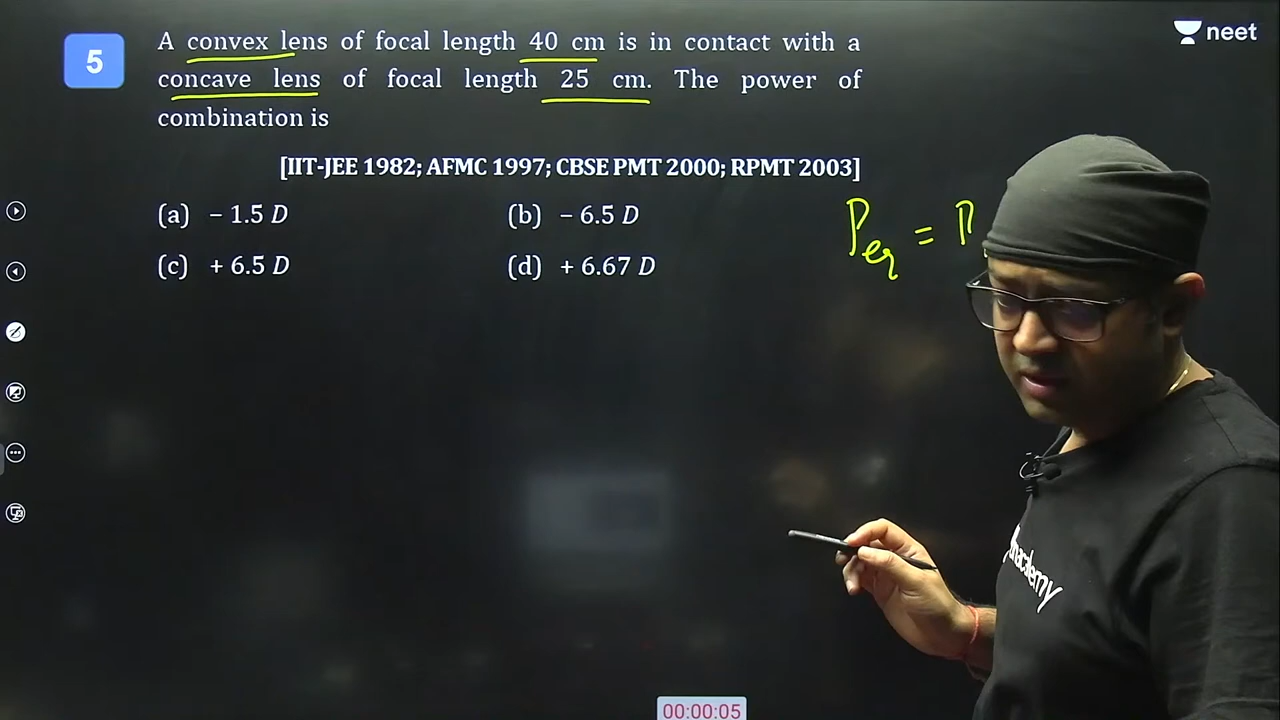 neet
5
A convex lens of focal length 40 cm is in contact with a
concave lens of focal length 25 cm. The power of
combination is
[IIT-JEE 1982; AFMC 1997; CBSE PMT 2000; RPMT 2003]
(a) – 1.5 D (b) – 6.5 D
(c) + 6.5 D (d) + 6.67 D
P_eq = P
00:00:05